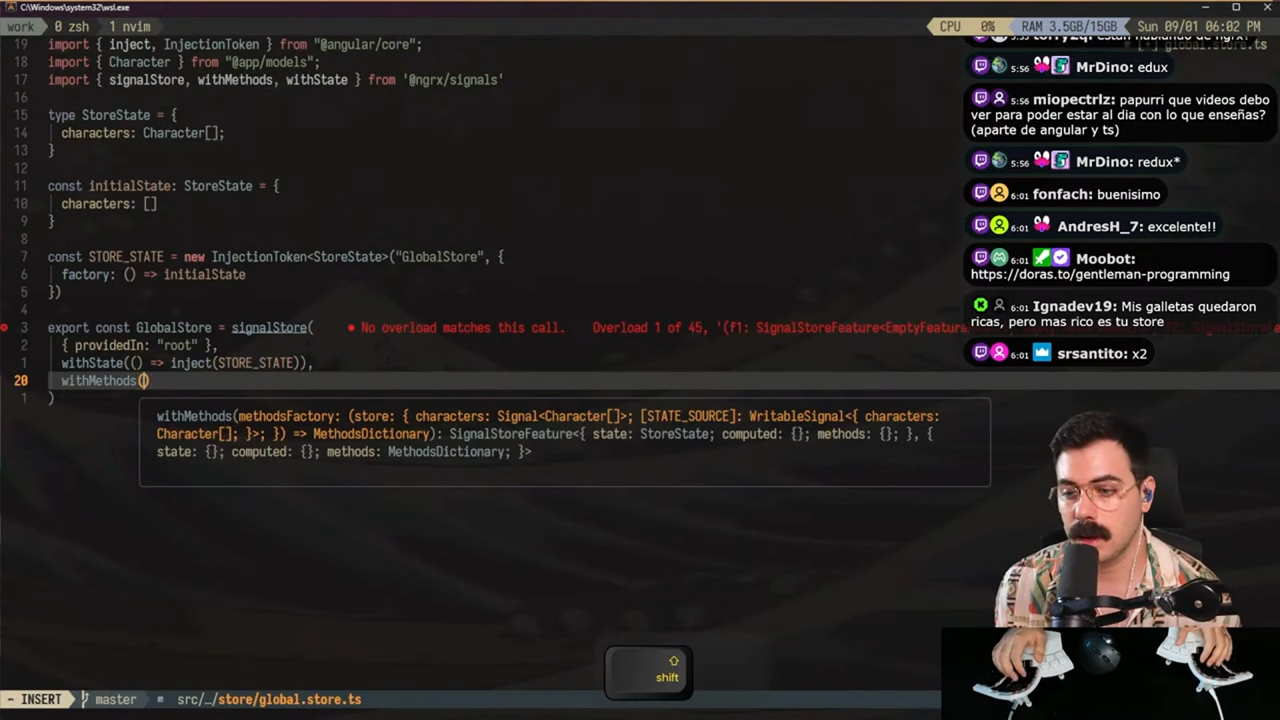 C:\Windows\system32\wsl.exe
work 0 zsh 1 nvim
CPU 0% RAM 3.5GB/15GB Sun 09/01 06:02 PM
global.store.ts
19 import { inject, InjectionToken } from "@angular/core";
18 import { Character } from "@app/models";
17 import { signalStore, withMethods, withState } from '@ngrx/signals'
16
15 type StoreState = {
14 characters: Character[];
13 }
12
11 const initialState: StoreState = {
10 characters: []
9 }
8
7 const STORE_STATE = new InjectionToken<StoreState>("GlobalStore", {
6 factory: () => initialState
5 })
4
3 export const GlobalStore = signalStore( ● No overload matches this call. Overload 1 of 45, '(f1: SignalStoreFeature<EmptyFeature
2 { providedIn: "root" },
1 withState(() => inject(STORE_STATE)),
20 withMethods()
1 )
withMethods(methodsFactory: (store: { characters: Signal<Character[]>; [STATE_SOURCE]: WritableSignal<{ characters:
Character[]; }>; }) => MethodsDictionary): SignalStoreFeature<{ state: StoreState; computed: {}; methods: {}; }, {
state: {}; computed: {}; methods: MethodsDictionary; }>
5:56 MrDino: edux
5:56 miopectrlz: papurri que videos debo
ver para poder estar al dia con lo que enseñas?
(aparte de angular y ts)
5:56 MrDino: redux*
6:01 fonfach: buenisimo
6:01 AndresH_7: excelente!!
6:01 Moobot:
https://doras.to/gentleman-programming
6:01 Ignadev19: Mis galletas quedaron
ricas, pero mas rico es tu store
6:01 srsantito: x2
shift
~ INSERT master src/…/store/global.store.ts